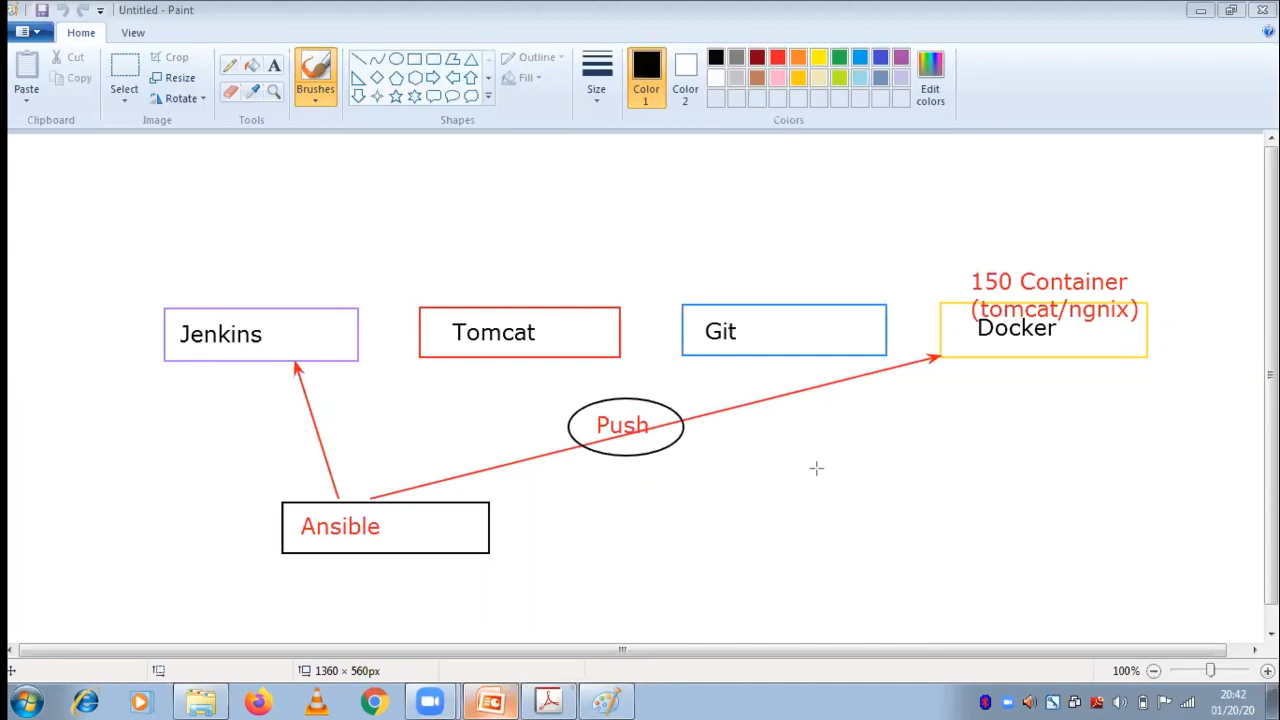 Untitled - Paint
Home
View
Paste
Cut
Copy
Clipboard
Select
Crop
Resize
Rotate
Image
A
Tools
Brushes
Outline
Fill
Shapes
Size
Color
1
Color
2
Edit
colors
Colors
150 Container
(tomcat/ngnix)
Jenkins
Tomcat
Git
Docker
Push
Ansible
1360 × 560px
100%
20:42
01/20/20